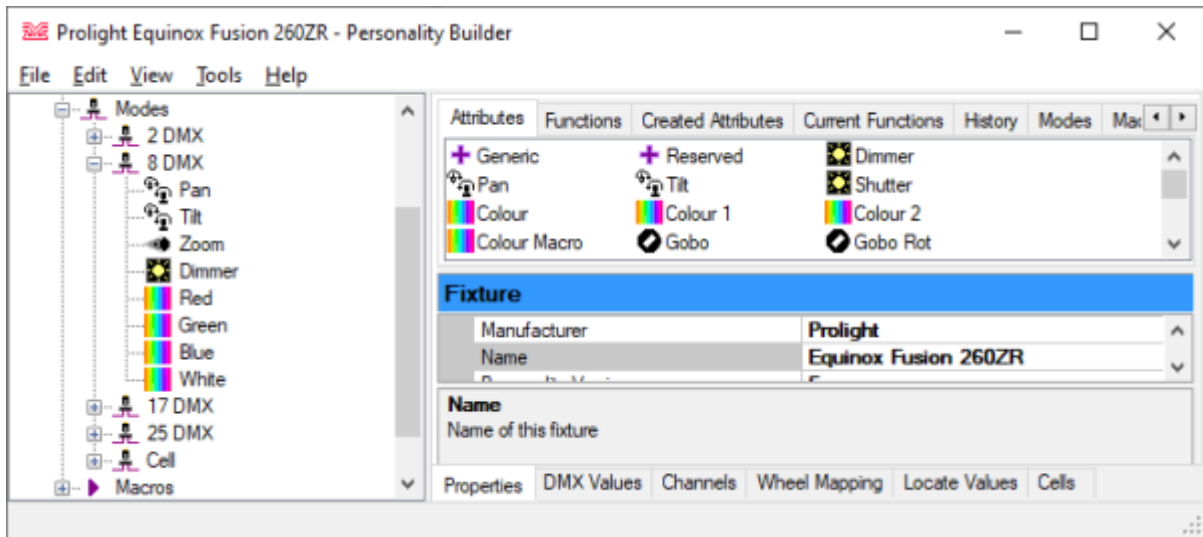 Prolight Equinox Fusion 260ZR - Personality Builder
File Edit View Tools Help
Modes
2 DMX
8 DMX
Pan
Tilt
Zoom
Dimmer
Red
Green
Blue
White
17 DMX
25 DMX
Cell
Macros
Attributes Functions Created Attributes Current Functions History Modes
Generic Reserved Dimmer
Pan Tilt Shutter
Colour Colour 1 Colour 2
Colour Macro Gobo Gobo Rot
Fixture
Manufacturer Prolight
Name Equinox Fusion 260ZR
Name
Name of this fixture
Properties DMX Values Channels Wheel Mapping Locate Values Cells